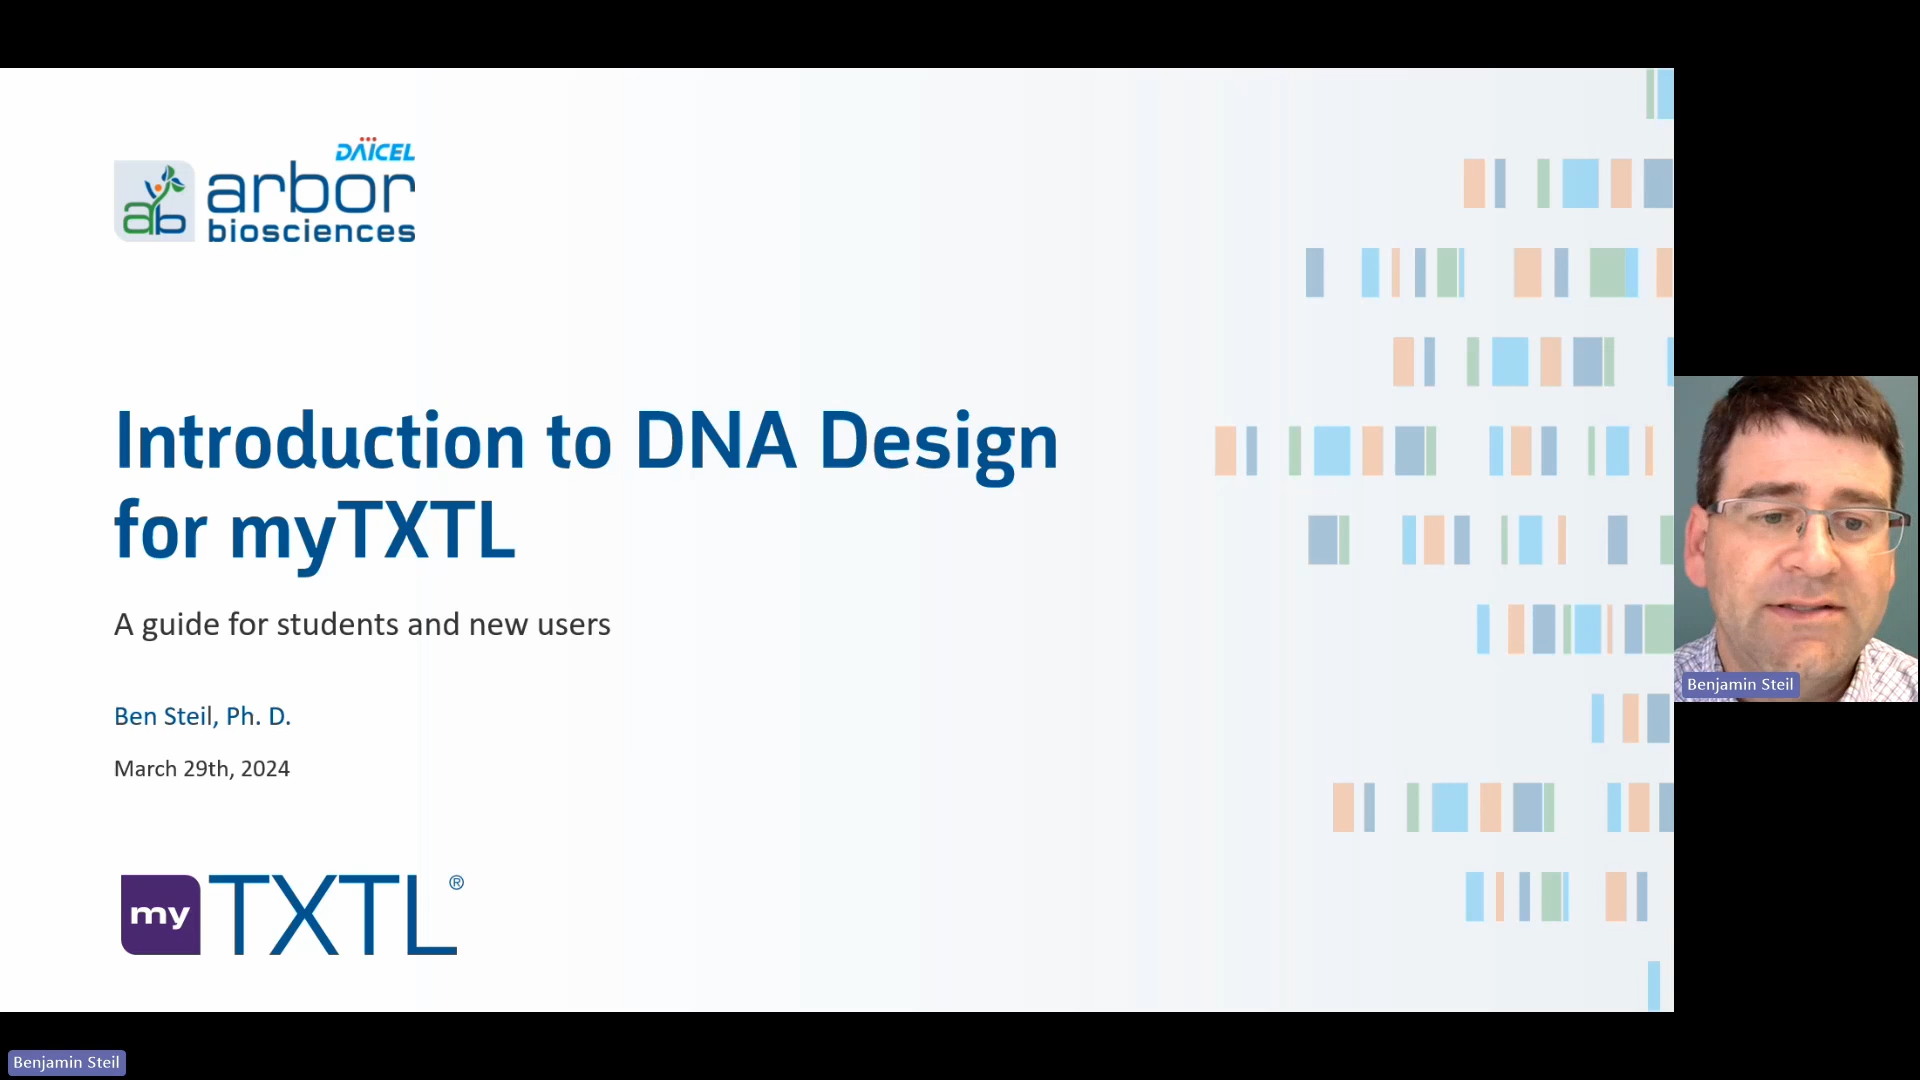 DAICEL
arbor
biosciences
ab
Introduction to DNA Design
for myTXTL
A guide for students and new users
Ben Steil, Ph. D.
March 29th, 2024
my TXTL®
Benjamin Steil
Benjamin Steil